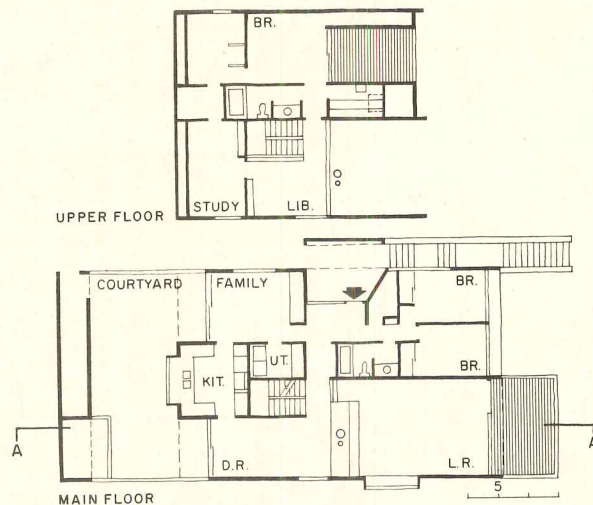 BR.
STUDY
LIB.
UPPER FLOOR
COURTYARD
FAMILY
BR.
UT.
KIT.
BR.
A
A
D.R.
L.R.
5
MAIN FLOOR